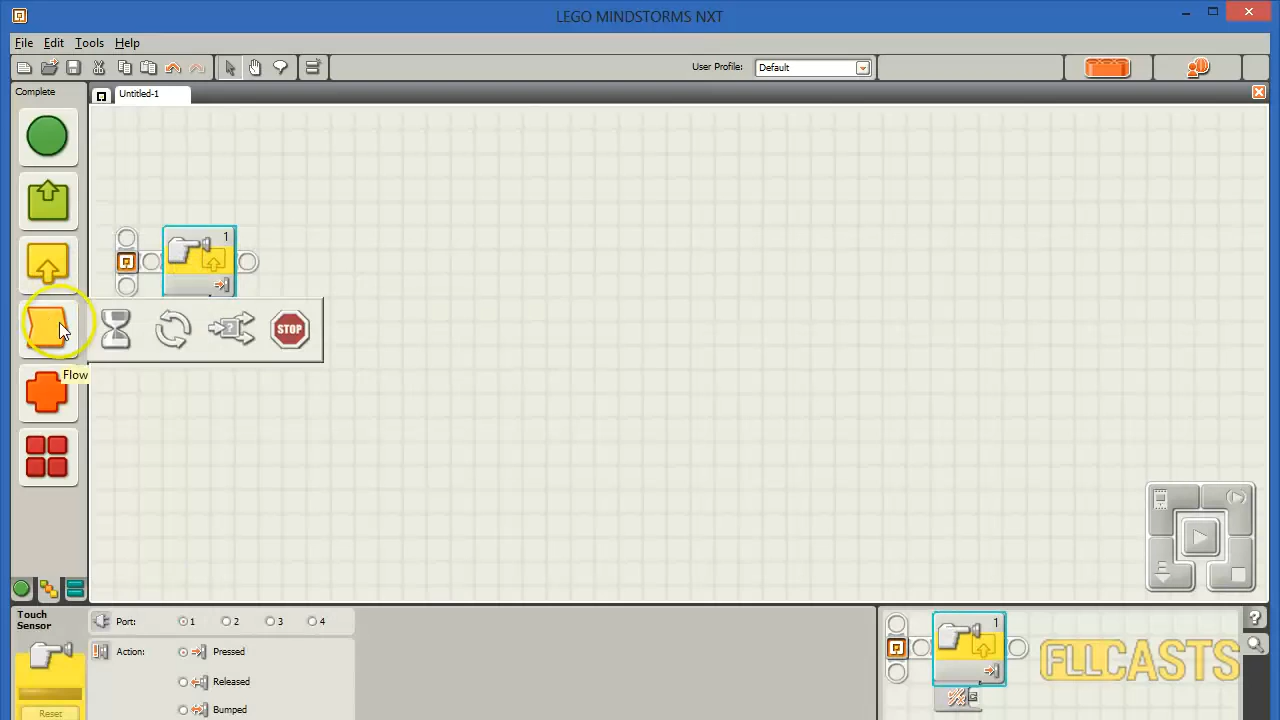 LEGO MINDSTORMS NXT
File Edit Tools Help
User Profile: Default
Complete
Untitled-1
1
STOP
Flow
Touch Sensor
Port: 1 2 3 4
Action: Pressed
Released
Bumped
Reset
1
?
FLLCASTS